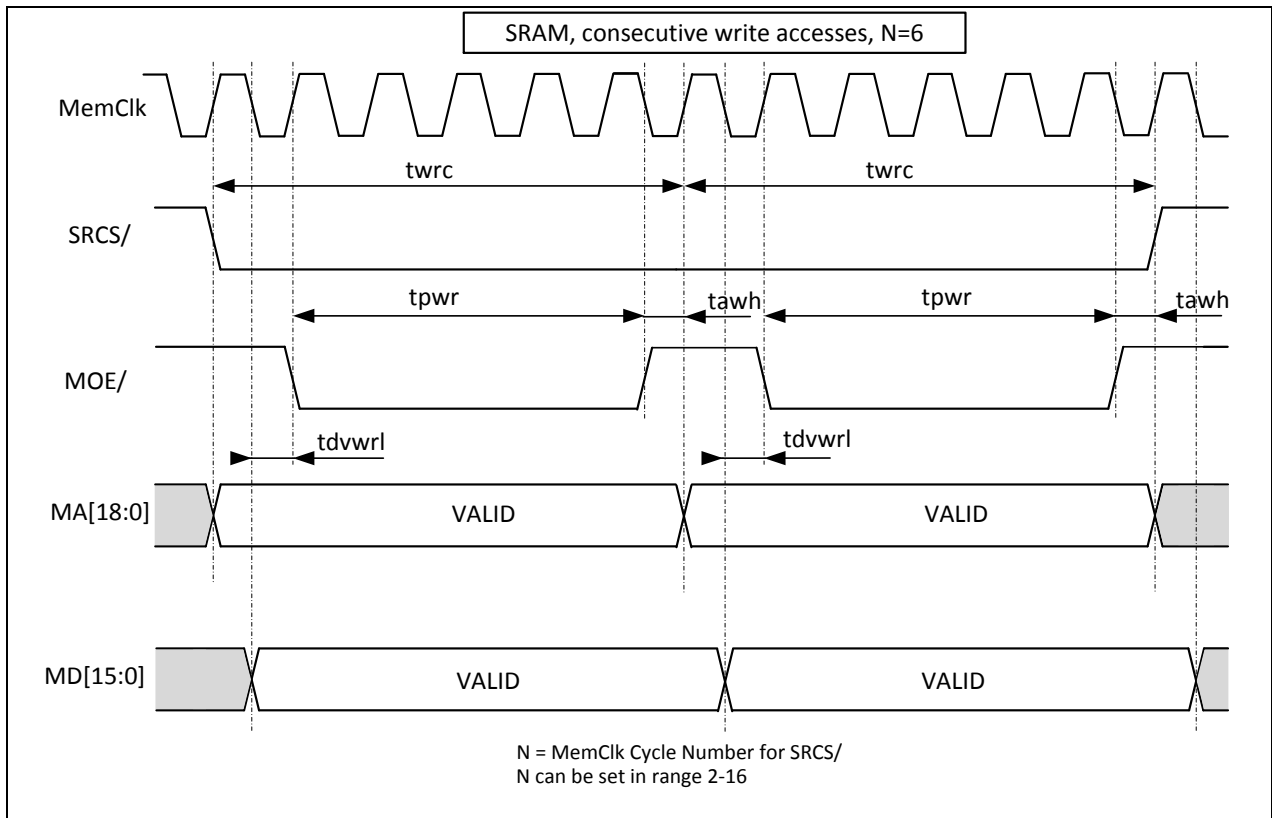 SRAM, consecutive write accesses, N=6
MemClk
twrc twrc
SRCS/
tpwr tawh tpwr tawh
MOE/
tdvwrl tdvwrl
MA[18:0] VALID VALID
MD[15:0] VALID VALID
N = MemClk Cycle Number for SRCS/
N can be set in range 2-16